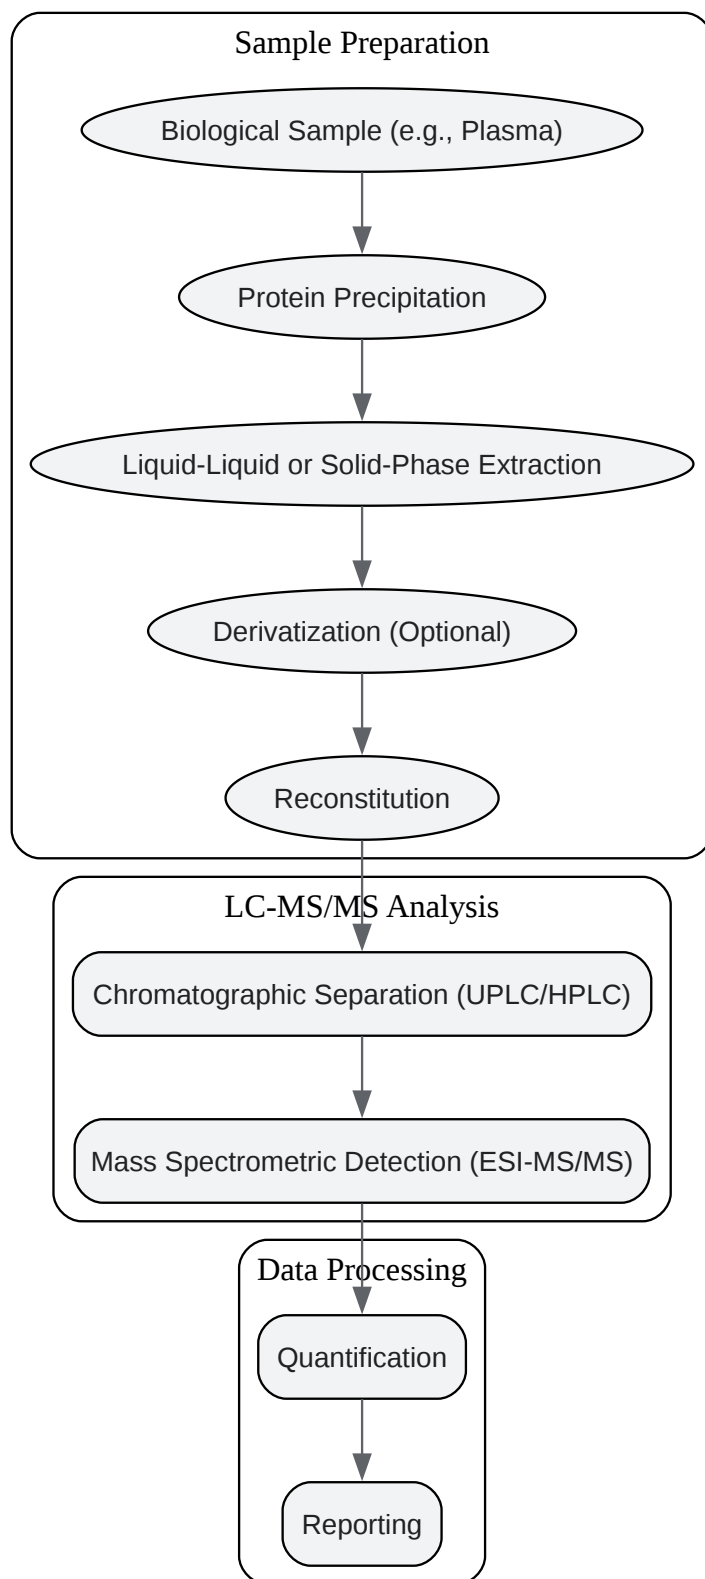 Sample Preparation
Biological Sample (e.g., Plasma)
Protein Precipitation
Liquid-Liquid or Solid-Phase Extraction
Derivatization (Optional)
Reconstitution
LC-MS/MS Analysis
Chromatographic Separation (UPLC/HPLC)
Mass Spectrometric Detection (ESI-MS/MS)
Data Processing
Quantification
Reporting